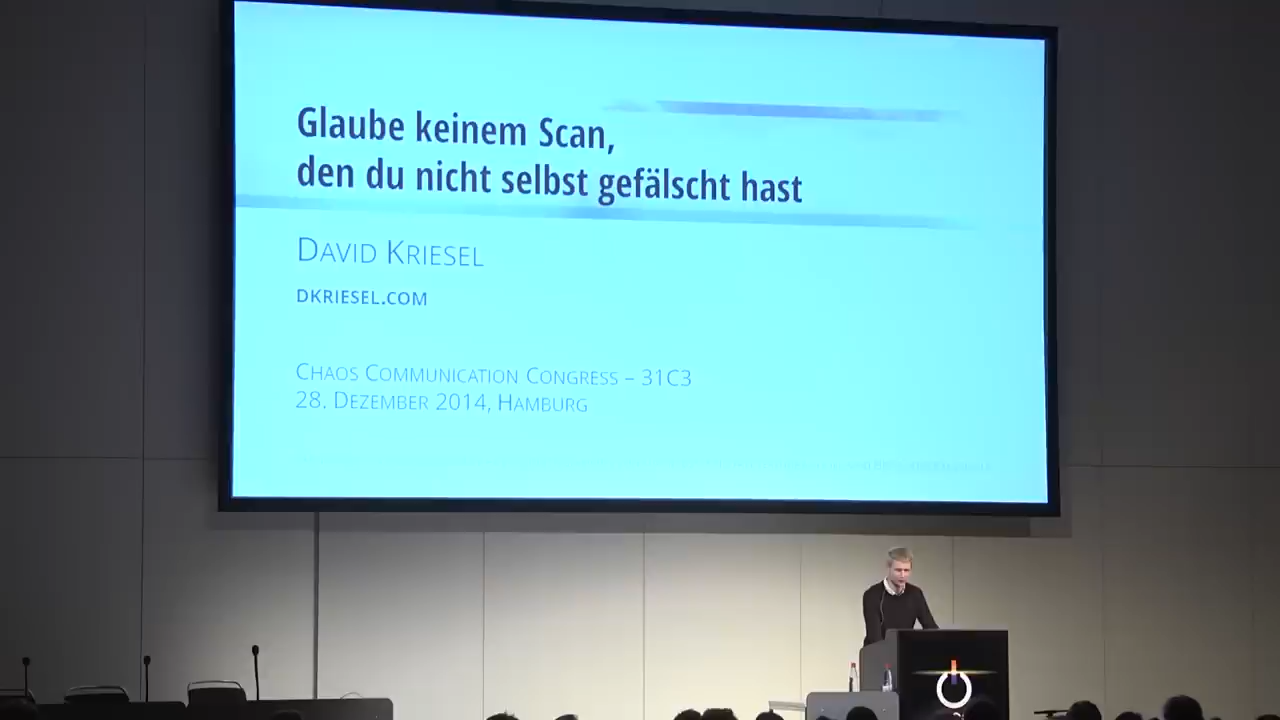 Glaube keinem Scan,
den du nicht selbst gefälscht hast
DAVID KRIESEL
DKRIESEL.COM
CHAOS COMMUNICATION CONGRESS – 31C3
28. DEZEMBER 2014, HAMBURG